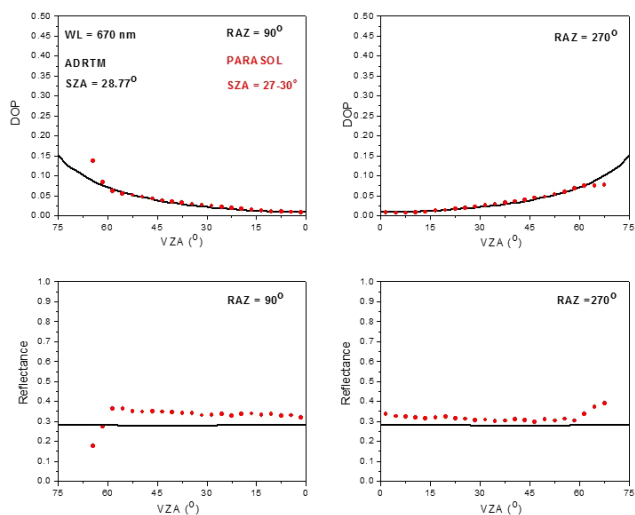 0.50
0.45
0.40
0.35
0.30
0.25
0.20
0.15
0.10
0.05
0.00
DOP
WL = 670 nm
RAZ = 90°
ADRTM
PARASOL
SZA = 28.77°
SZA = 27-30°
75 60 45 30 15 0
VZA (°)
0.50
0.45
0.40
0.35
0.30
0.25
0.20
0.15
0.10
0.05
0.00
DOP
RAZ = 270°
0 15 30 45 60 75
VZA (°)
1.0
0.9
0.8
0.7
0.6
0.5
0.4
0.3
0.2
0.1
0.0
Reflectance
RAZ = 90°
75 60 45 30 15 0
VZA (°)
1.0
0.9
0.8
0.7
0.6
0.5
0.4
0.3
0.2
0.1
0.0
Reflectance
RAZ =270°
0 15 30 45 60 75
VZA (°)